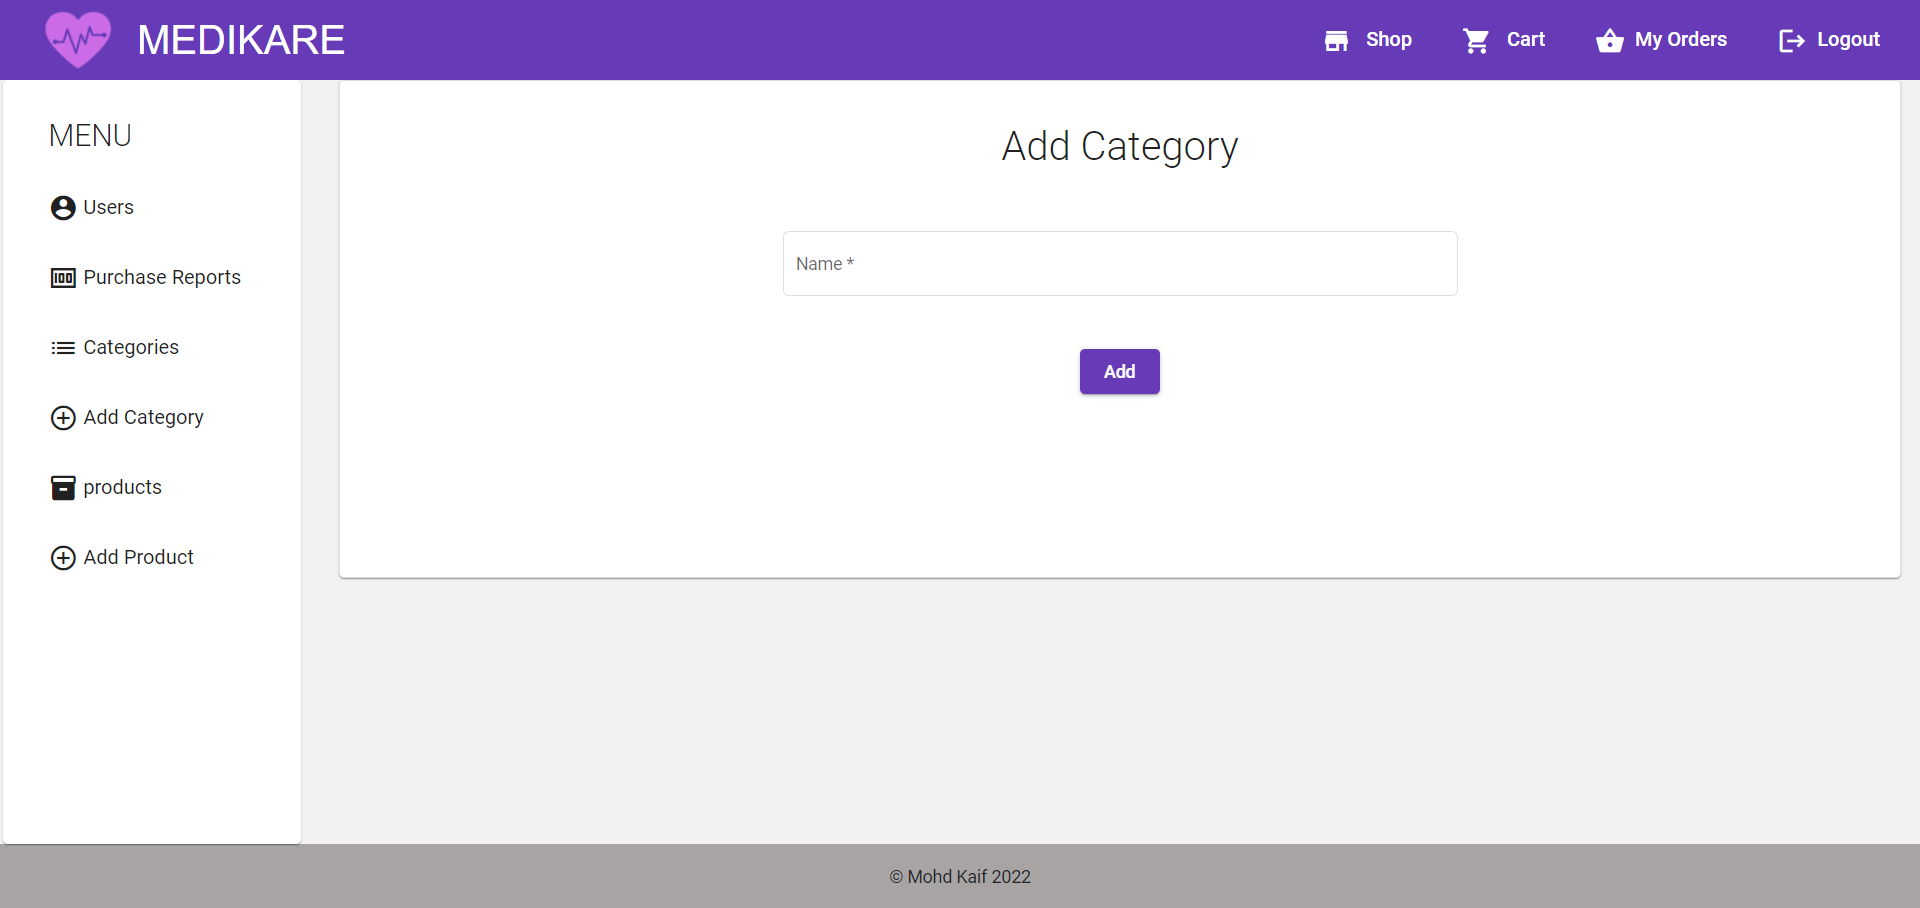 MEDIKARE
Shop
Cart
My Orders
Logout
MENU
Users
Purchase Reports
Categories
Add Category
products
Add Product
Add Category
Name *
Add
© Mohd Kaif 2022